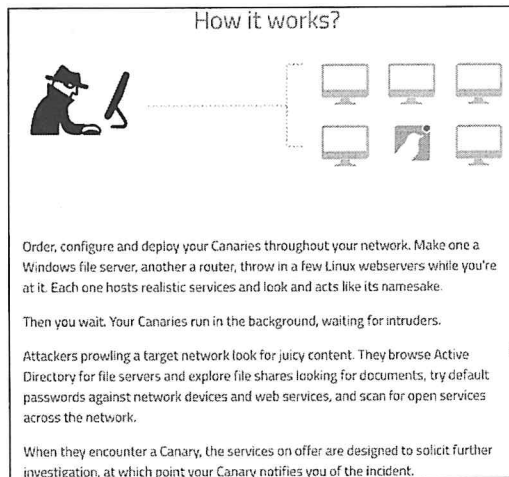 How it works?
Order, configure and deploy your Canaries throughout your network. Make one a
Windows file server, another a router, throw in a few Linux webservers while you're
at it. Each one hosts realistic services and look and acts like its namesake.
Then you wait. Your Canaries run in the background, waiting for intruders.
Attackers prowling a target network look for juicy content. They browse Active
Directory for file servers and explore file shares looking for documents, try default
passwords against network devices and web services, and scan for open services
across the network.
When they encounter a Canary, the services on offer are designed to solicit further
investigation, at which point your Canary notifies you of the incident.